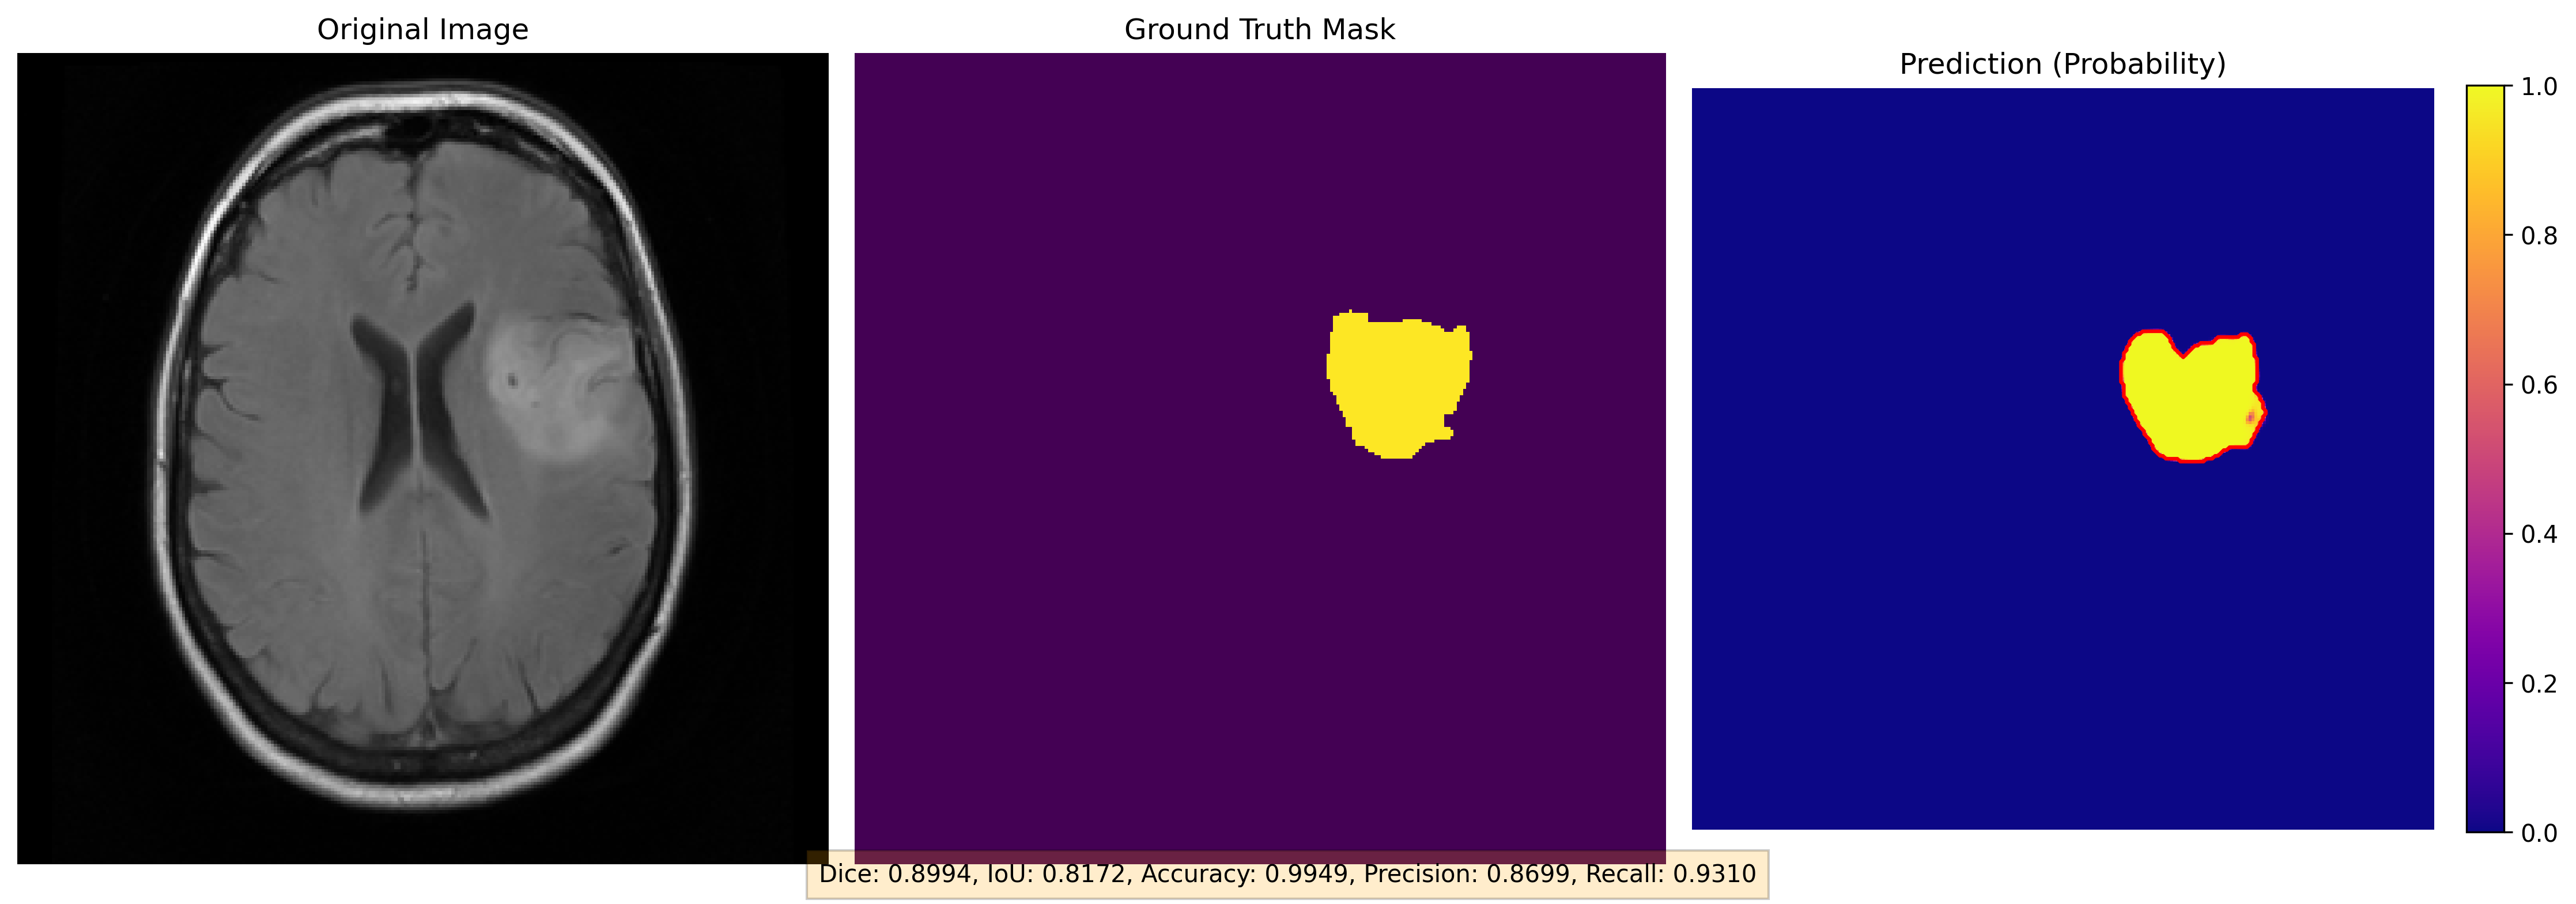 Original Image
Ground Truth Mask
Prediction (Probability)
1.0
0.8
0.6
0.4
0.2
0.0
Dice: 0.8994, IoU: 0.8172, Accuracy: 0.9949, Precision: 0.8699, Recall: 0.9310